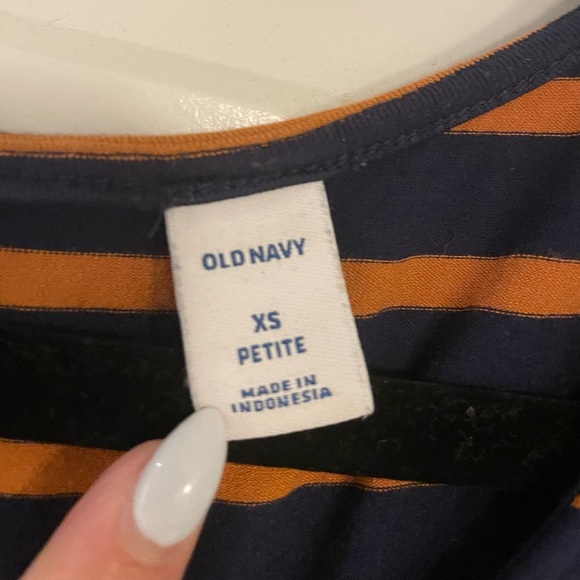 OLD NAVY
XS
PETITE
MADE IN
INDONESIA